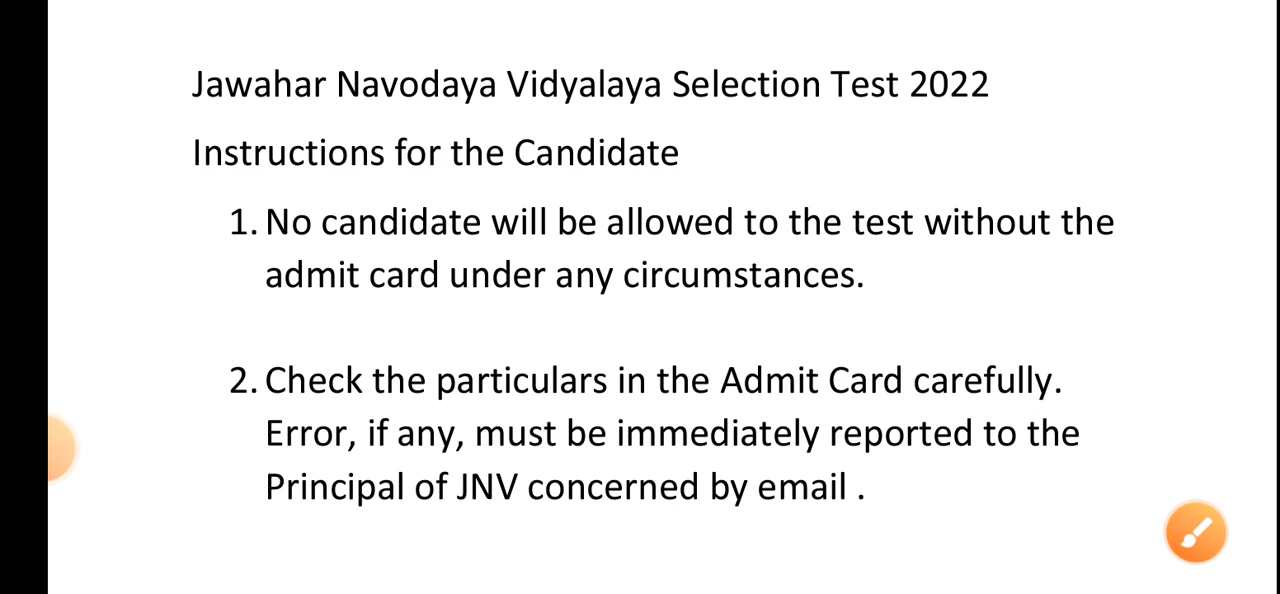 Jawahar Navodaya Vidyalaya Selection Test 2022
Instructions for the Candidate
1. No candidate will be allowed to the test without the
admit card under any circumstances.
2. Check the particulars in the Admit Card carefully.
Error, if any, must be immediately reported to the
Principal of JNV concerned by email .